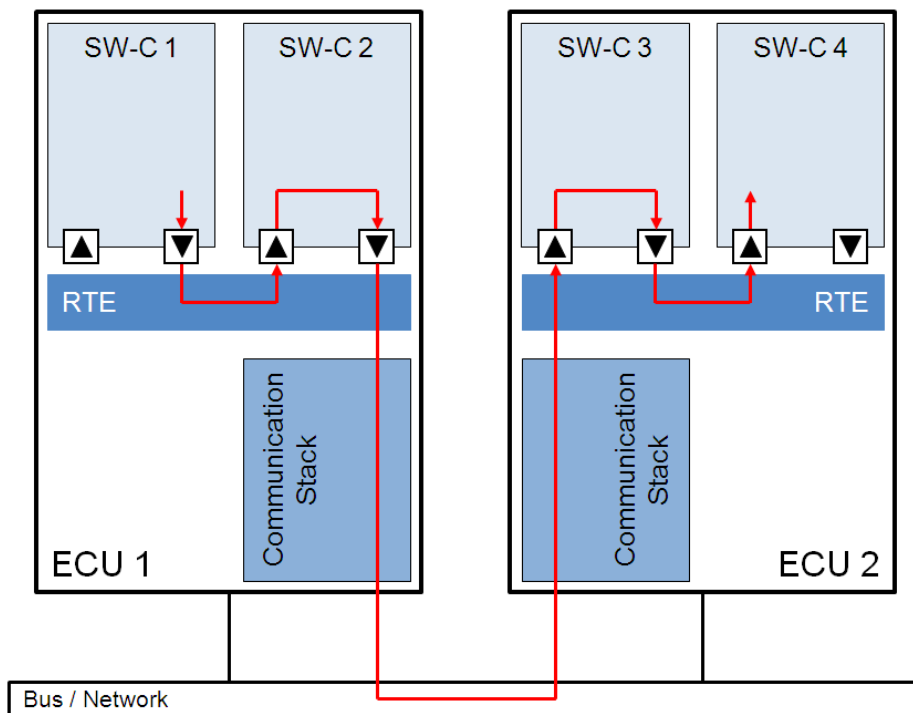 SW-C 1
SW-C 2
RTE
Communication
Stack
ECU 1
SW-C 3
SW-C 4
RTE
Communication
Stack
ECU 2
Bus / Network